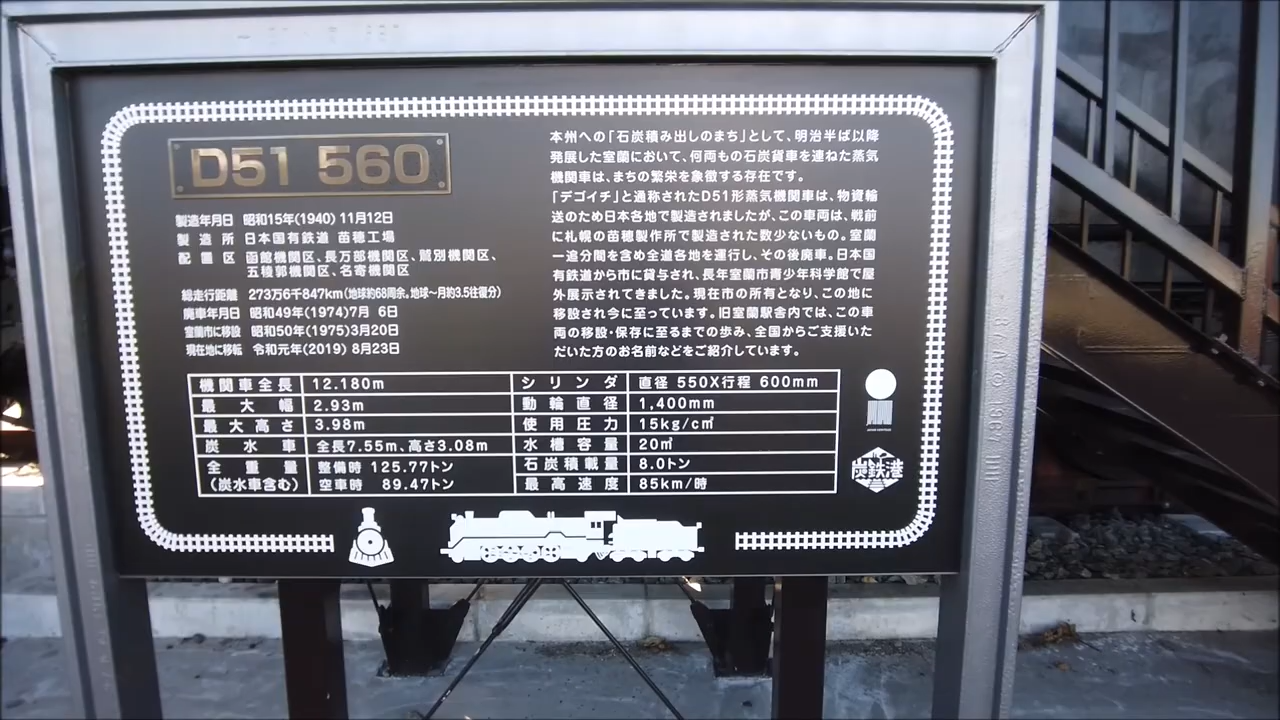 D51 560
製造年月日 昭和15年(1940) 11月12日
製造所 日本国有鉄道 苗穂工場
配置区 函館機関区、長万部機関区、鷲別機関区、
五稜郭機関区、名寄機関区
総走行距離 273万6千847km(地球約68周余。地球〜月約3.5往復分)
廃車年月日 昭和49年(1974)7月 6日
室蘭市に移設 昭和50年(1975)3月20日
現在地に移転 令和元年(2019) 8月23日
本州への「石炭積み出しのまち」として、明治半ば以降
発展した室蘭において、何両もの石炭貨車を連ねた蒸気
機関車は、まちの繁栄を象徴する存在です。
「デゴイチ」と通称されたD51形蒸気機関車は、物資輸
送のため日本各地で製造されましたが、この車両は、戦前
に札幌の苗穂製作所で製造された数少ないもの。室蘭
一追分間を含め全道各地を運行し、その後廃車。日本国
有鉄道から市に貸与され、長年室蘭市青少年科学館で屋
外展示されてきました。現在市の所有となり、この地に
移設され今に至っています。旧室蘭駅舎内では、この車
両の移設・保存に至るまでの歩み、全国からご支援いた
だいた方のお名前などをご紹介しています。
機関車全長 12.180m シリンダ 直径 550X行程 600mm
最大幅 2.93m 動輪直径 1,400mm
最大高さ 3.98m 使用圧力 15kg/c㎡
炭水車 全長7.55m、高さ3.08m 水槽容量 20㎥
全重量 整備時 125.77トン 石炭積載量 8.0トン
(炭水車含む) 空車時 89.47トン 最高速度 85km/時
炭鉄港